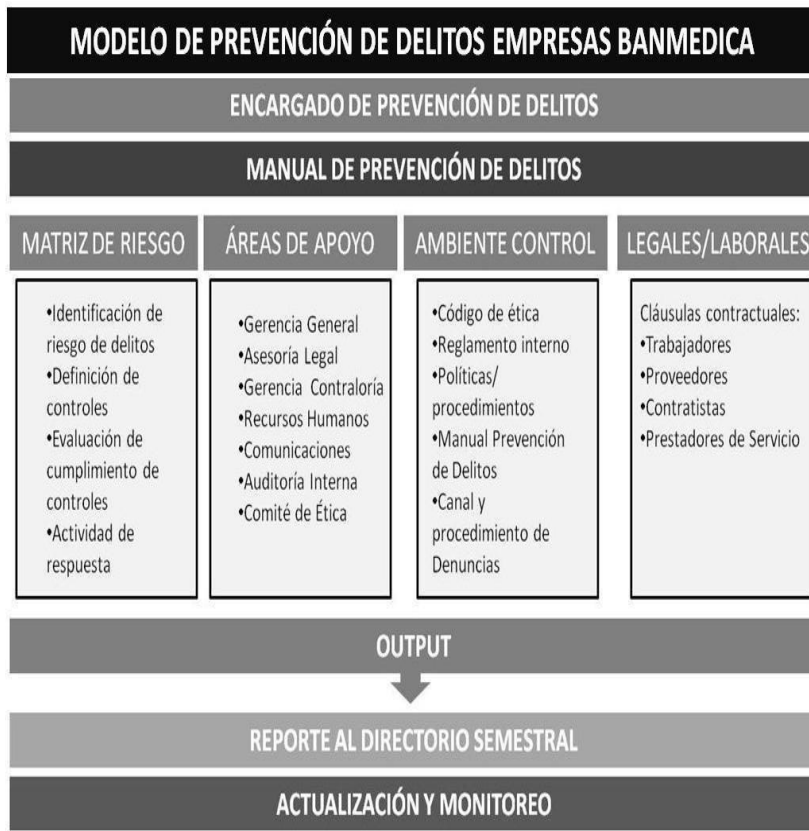 MODELO DE PREVENCIÓN DE DELITOS EMPRESAS BANMEDICA
ENCARGADO DE PREVENCIÓN DE DELITOS
MANUAL DE PREVENCIÓN DE DELITOS
MATRIZ DE RIESGO
•Identificación de
riesgo de delitos
•Definición de
controles
•Evaluación de
cumplimiento de
controles
•Actividad de
respuesta
ÁREAS DE APOYO
•Gerencia General
•Asesoría Legal
•Gerencia Contraloría
•Recursos Humanos
•Comunicaciones
•Auditoría Interna
•Comité de Ética
AMBIENTE CONTROL
•Código de ética
•Reglamento interno
•Políticas/
procedimientos
•Manual Prevención
de Delitos
•Canal y
procedimiento de
Denuncias
LEGALES/LABORALES
Cláusulas contractuales:
•Trabajadores
•Proveedores
•Contratistas
•Prestadores de Servicio
OUTPUT
REPORTE AL DIRECTORIO SEMESTRAL
ACTUALIZACIÓN Y MONITOREO